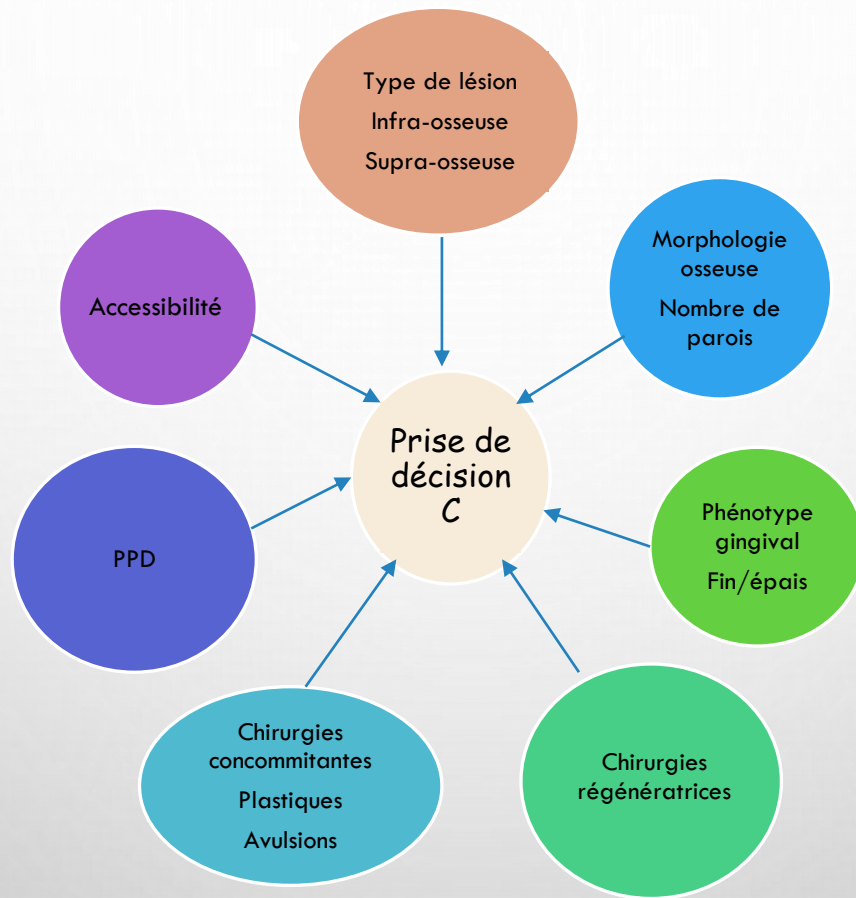 Type de lésion
Infra-osseuse
Supra-osseuse
Morphologie
osseuse
Nombre de
parois
Accessibilité
Prise de
décision
C
Phénotype
gingival
Fin/épais
PPD
Chirurgies
concommitantes
Plastiques
Avulsions
Chirurgies
régénératrices